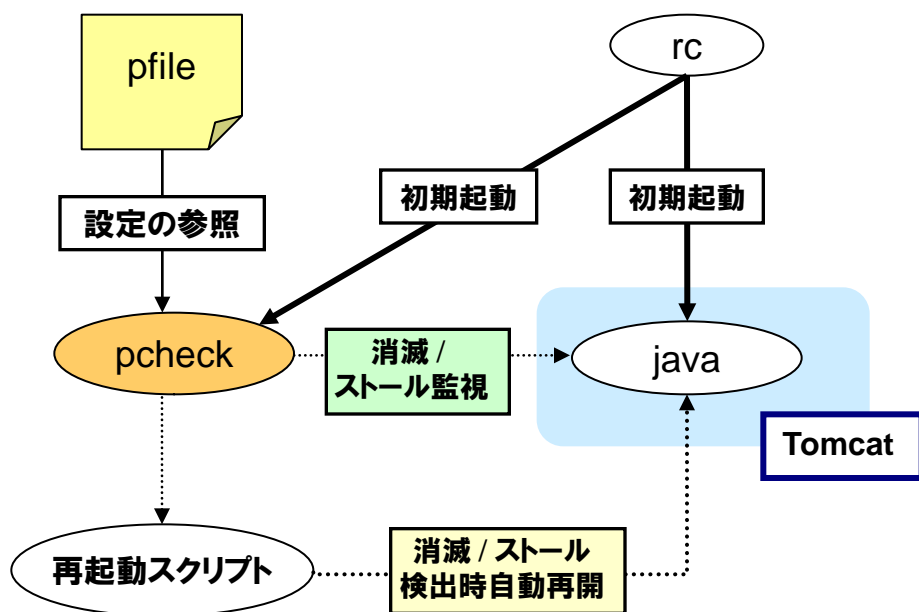 pfile
rc
初期起動
初期起動
設定の参照
pcheck
消滅 /
ストール監視
java
Tomcat
再起動スクリプト
消滅 / ストール
検出時自動再開